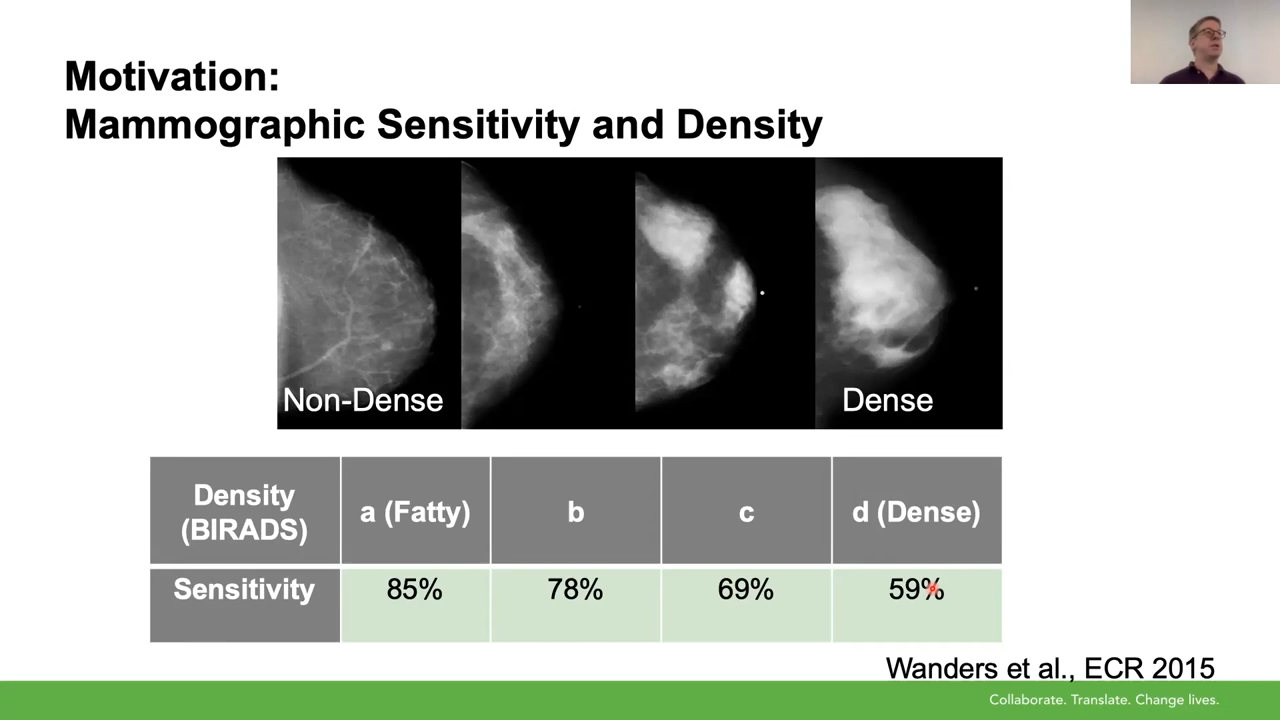 Motivation:
Mammographic Sensitivity and Density
Non-Dense
Dense
Density
(BIRADS)
a (Fatty)
b
c
d (Dense)
Sensitivity
85%
78%
69%
59%
Wanders et al., ECR 2015
Collaborate. Translate. Change lives.